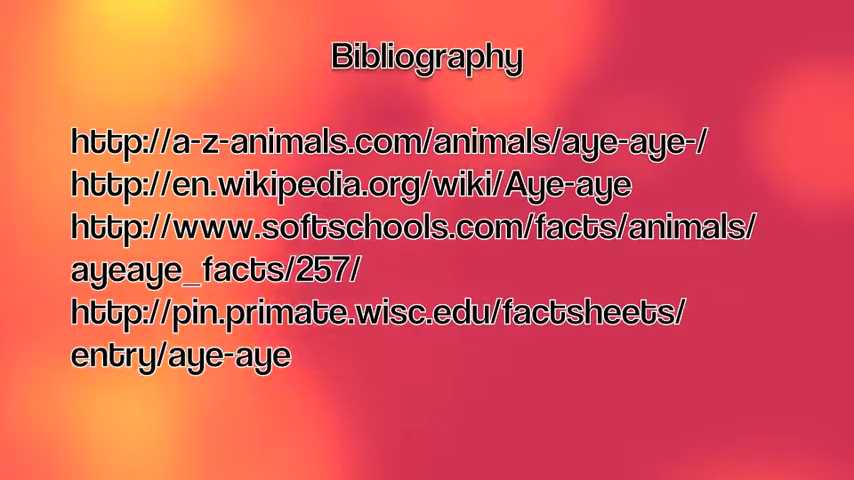 Bibliography
http://a-z-animals.com/animals/aye-aye-/
http://en.wikipedia.org/wiki/Aye-aye
http://www.softschools.com/facts/animals/
ayeaye_facts/257/
http://pin.primate.wisc.edu/factsheets/
entry/aye-aye